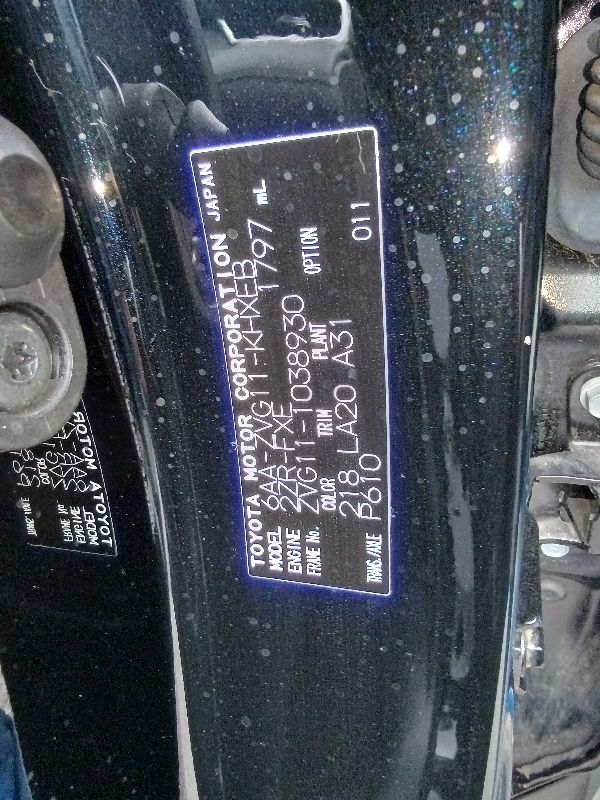 TOYOTA MOTOR CORPORATION JAPAN
MODEL 6AA-ZVG11-KHXEB
ENGINE 2ZR-FXE 1797 mL
FRAME No. ZVG11-1038930
COLOR TRIM PLANT OPTION
218 LA20 A31 011
TRANS./AXLE P610